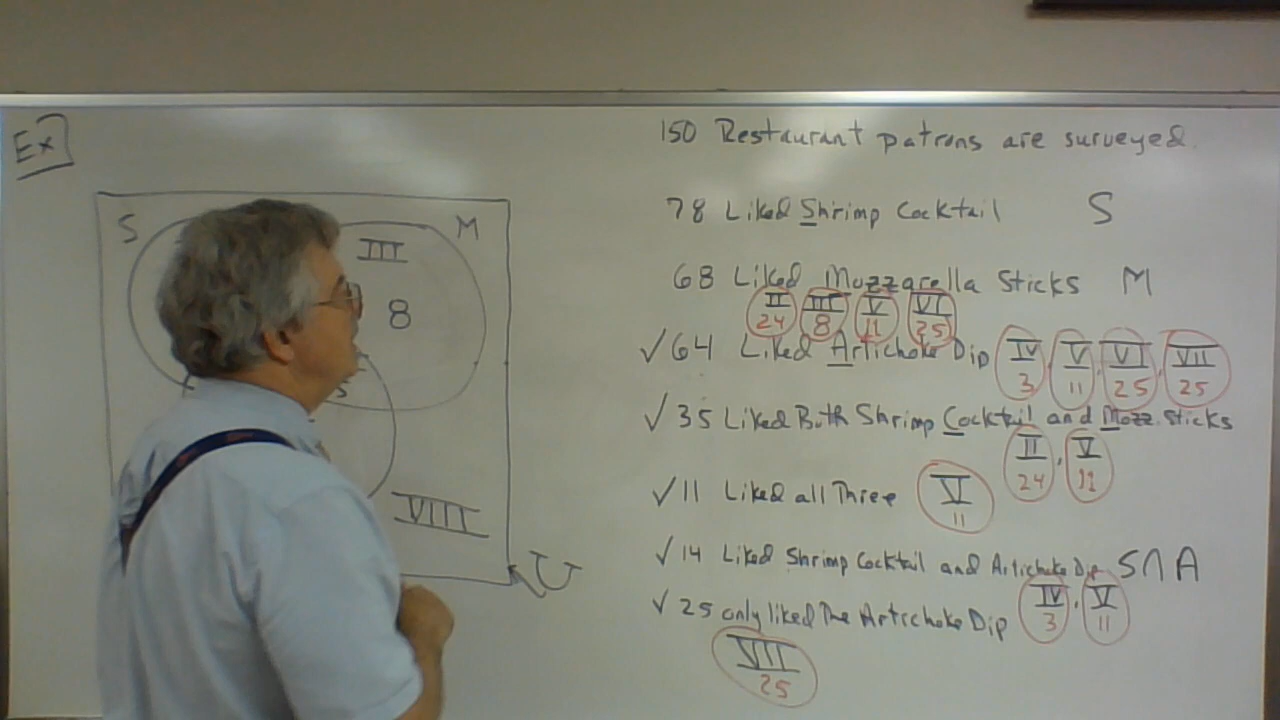 Ex
150 Restaurant patrons are surveyed.
78 Liked Shrimp Cocktail S
68 Liked Mozzarella Sticks M
II 24 III 8 V 11 VI 25
✓64 Liked Artichoke Dip IV 3, V 11, VI 25, VII 25
✓35 Liked Both Shrimp Cocktail and Mozz. sticks
II 24, V 11
✓11 Liked all Three V 11
✓14 Liked Shrimp Cocktail and Artichoke Dip S∩A
IV 3, V 11
✓25 only liked The Artichoke Dip
VII 25
S M
III
8
VIII
U